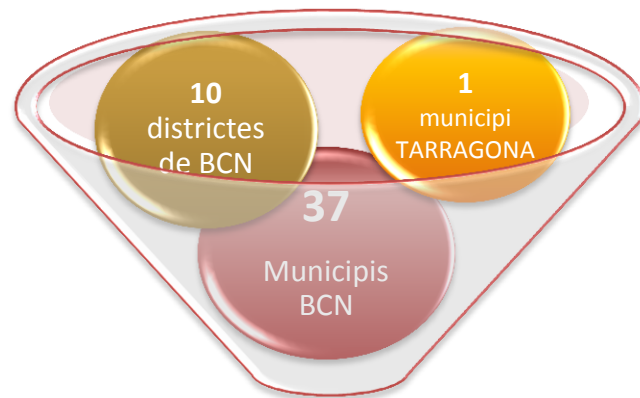 10
districtes
de BCN
1
municipi
TARRAGONA
37
Municipis
BCN